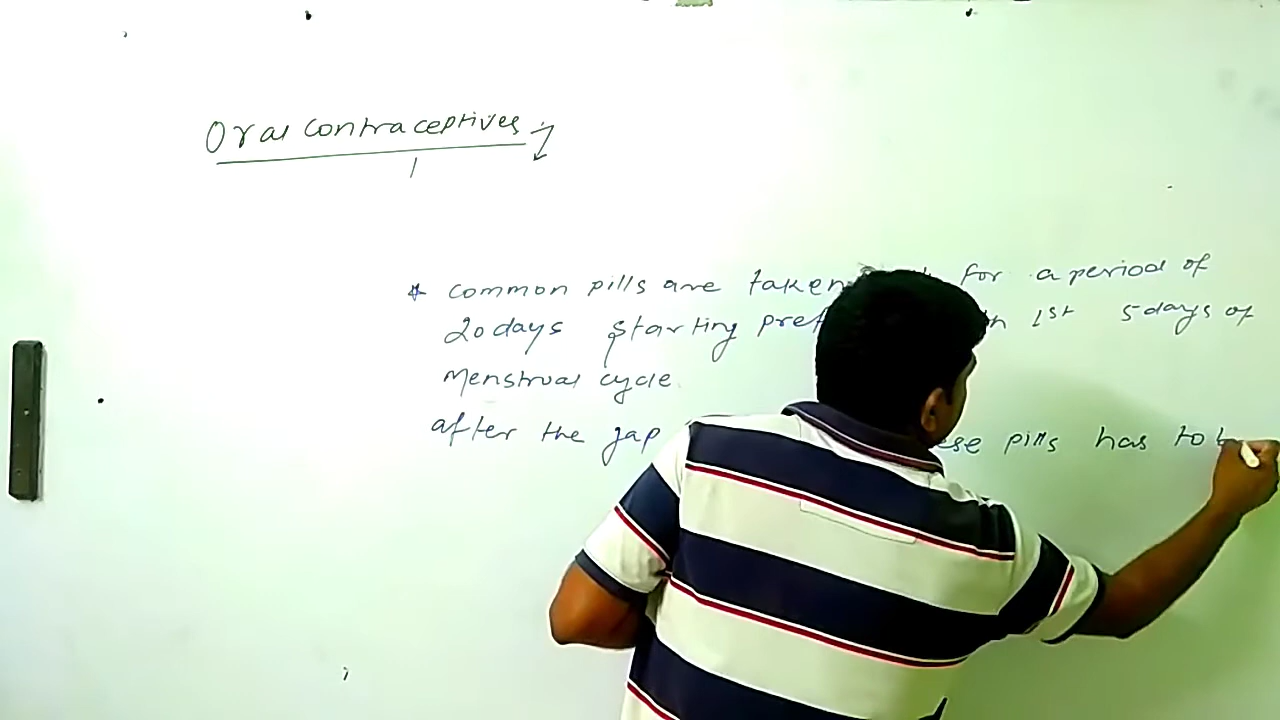 Oral contraceptives
* common pills are taken for a period of
20days starting 1st 5days of
Menstrual cycle.
after the gap pills has to